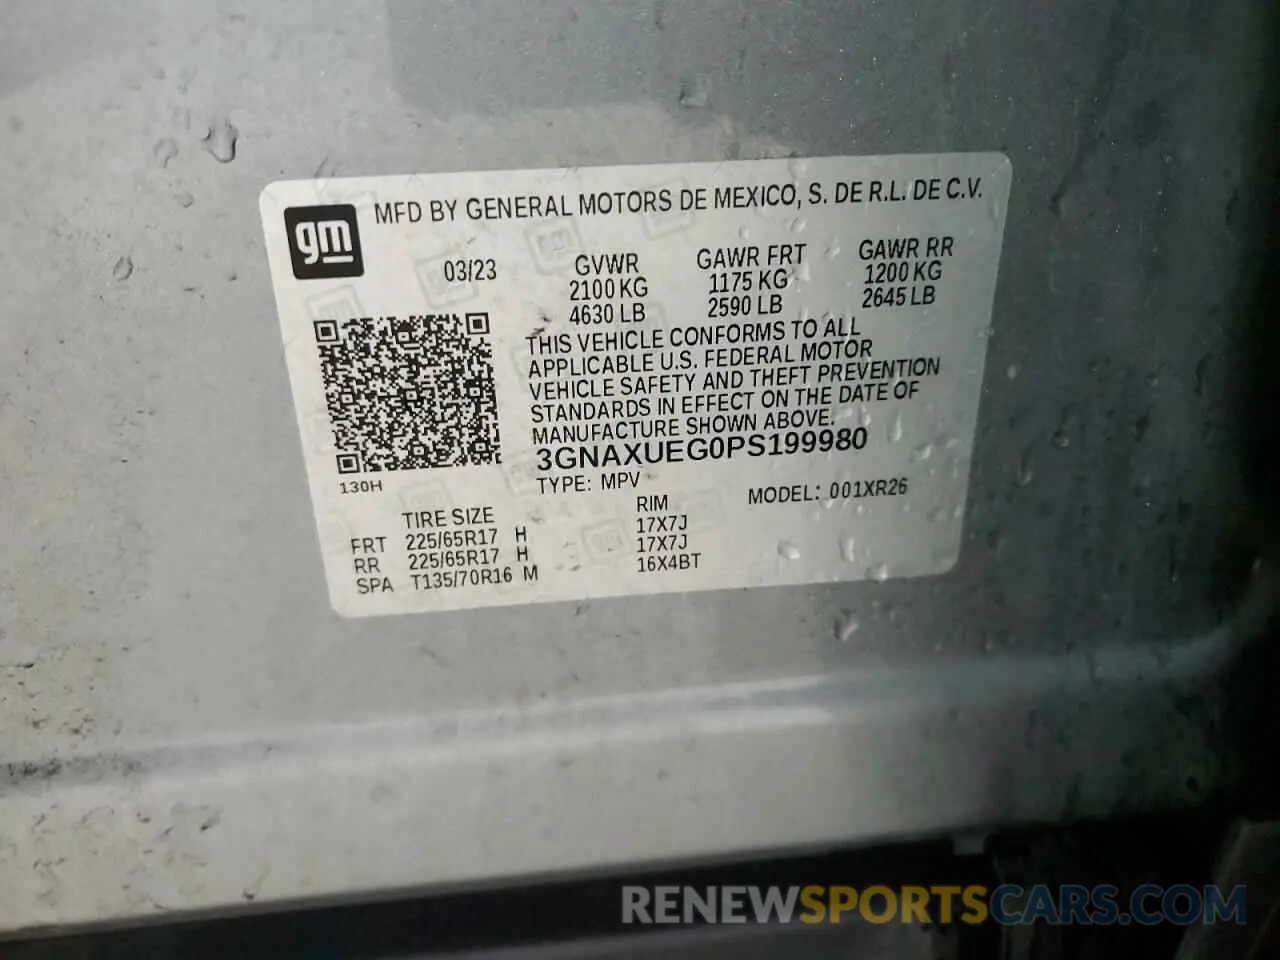 gm
MFD BY GENERAL MOTORS DE MEXICO, S. DE R.L. DE C.V.
03/23
GVWR
2100 KG
4630 LB
GAWR FRT
1175 KG
2590 LB
GAWR RR
1200 KG
2645 LB
THIS VEHICLE CONFORMS TO ALL
APPLICABLE U.S. FEDERAL MOTOR
VEHICLE SAFETY AND THEFT PREVENTION
STANDARDS IN EFFECT ON THE DATE OF
MANUFACTURE SHOWN ABOVE.
3GNAXUEG0PS199980
130H
TYPE: MPV
MODEL: 001XR26
TIRE SIZE RIM
FRT 225/65R17 H 17X7J
RR 225/65R17 H 17X7J
SPA T135/70R16 M 16X4BT
RENEWSPORTSCARS.COM